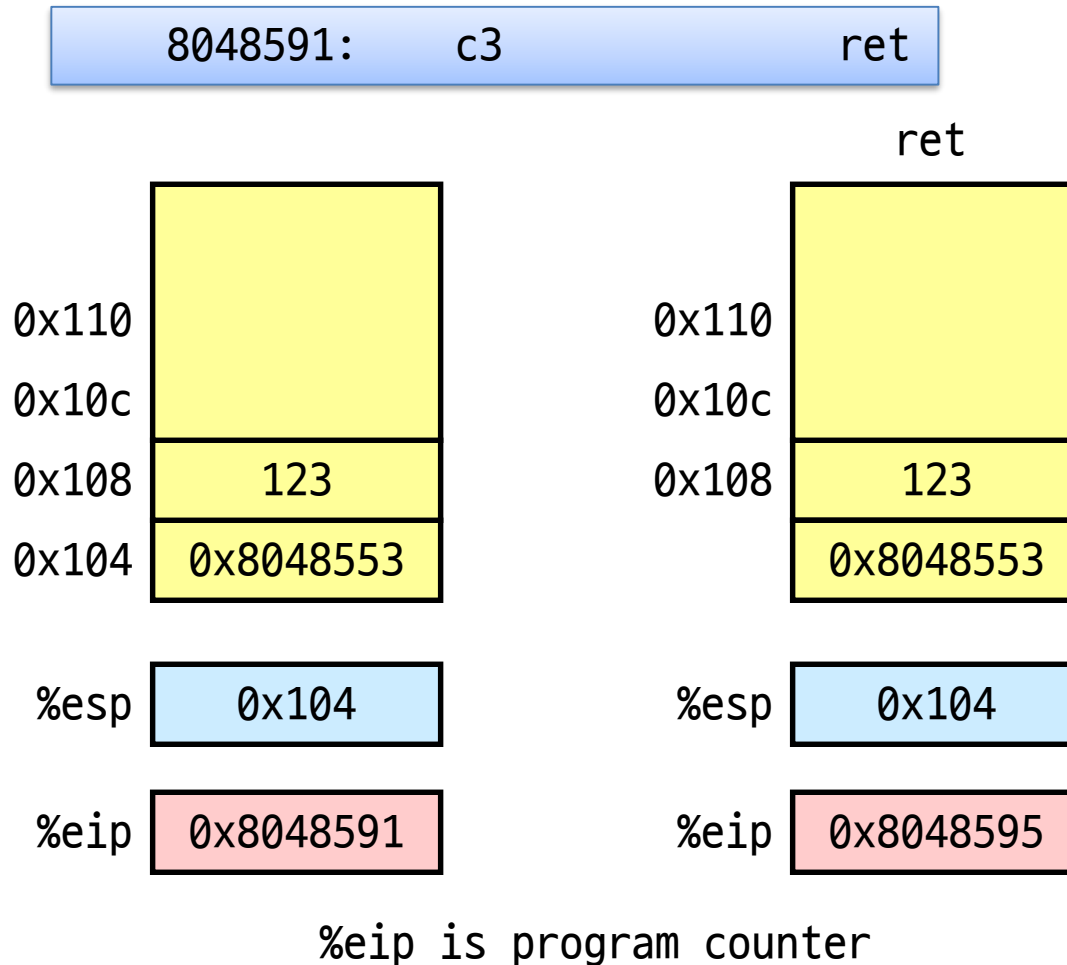 8048591: c3 ret
ret
0x110 0x110
0x10c 0x10c
0x108 123 0x108 123
0x104 0x8048553 0x8048553
%esp 0x104 %esp 0x104
%eip 0x8048591 %eip 0x8048595
%eip is program counter